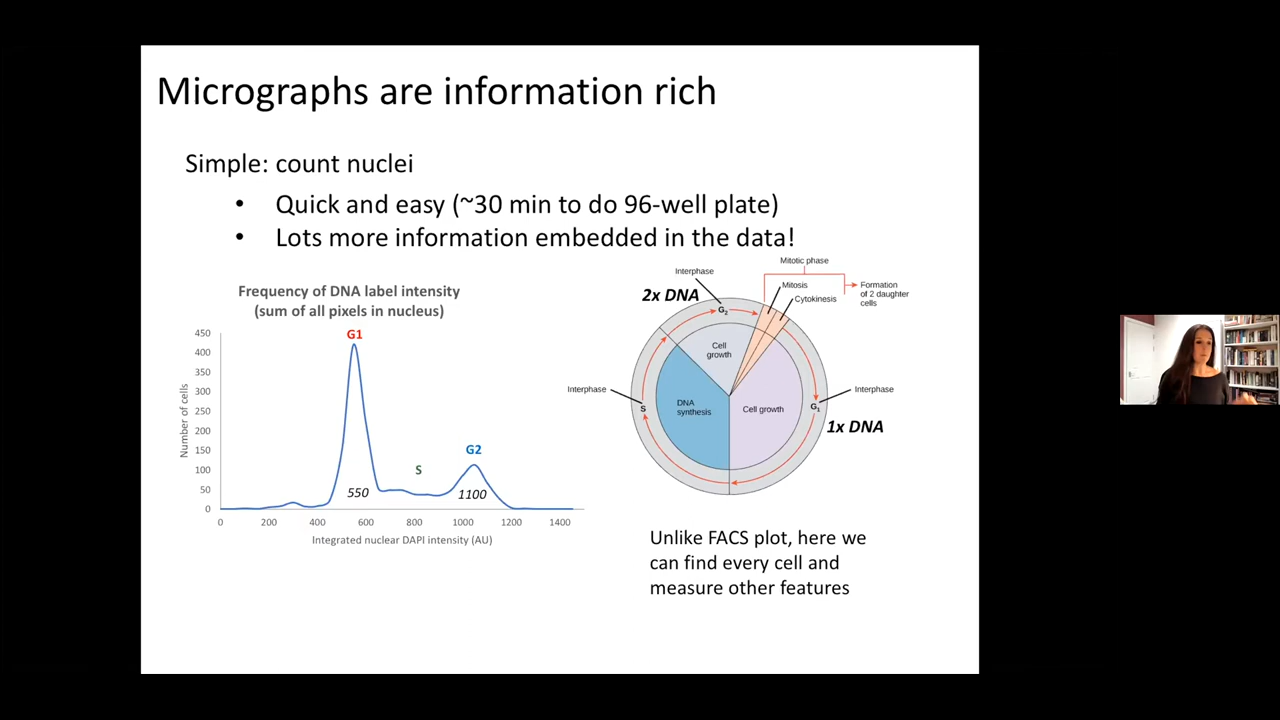 Micrographs are information rich
Simple: count nuclei
• Quick and easy (~30 min to do 96-well plate)
• Lots more information embedded in the data!
Frequency of DNA label intensity
(sum of all pixels in nucleus)
450
400
350
300
250
200
150
100
50
0
Number of cells
G1
S
G2
550
1100
0 200 400 600 800 1000 1200 1400
Integrated nuclear DAPI intensity (AU)
Mitotic phase
Interphase
Mitosis
Formation
of 2 daughter
cells
2x DNA
Cytokinesis
G₂
Cell
growth
Interphase
Interphase
S
DNA
synthesis
Cell growth
G₁
1x DNA
Unlike FACS plot, here we
can find every cell and
measure other features